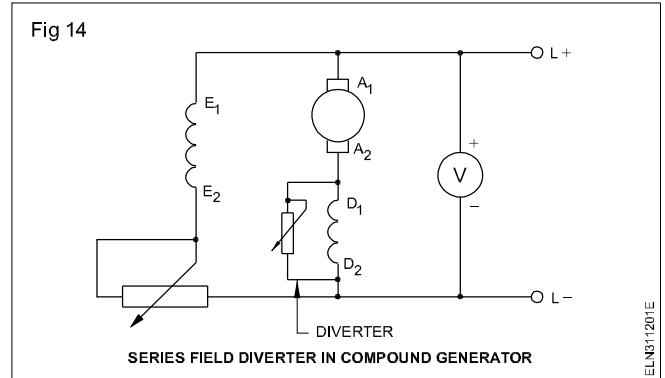 Fig 14
L +
A1
E1
A2
+
V
E2
D1
−
D2
L −
DIVERTER
SERIES FIELD DIVERTER IN COMPOUND GENERATOR
ELN311201E